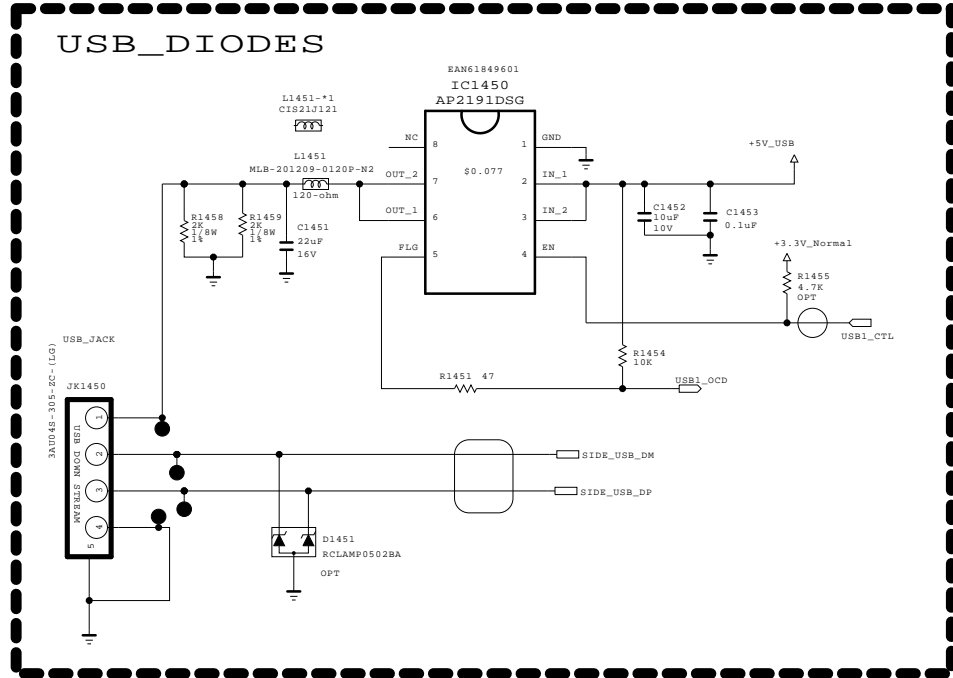 USB_DIODES
EAN61849601
IC1450
AP2191DSG
L1451-*1
CIS21J121
NC
8
1
GND
+5V_USB
L1451
MLB-201209-0120P-N2
120-ohm
OUT_2
7
$0.077
2
IN_1
OUT_1
6
3
IN_2
FLG
5
4
EN
R1458
2K
1/8W
1%
R1459
2K
1/8W
1%
C1451
22uF
16V
C1452
10uF
10V
C1453
0.1uF
+3.3V_Normal
R1455
4.7K
OPT
USB1_CTL
R1454
10K
R1451 47
USB1_OCD
USB_JACK
3AU04S-305-ZC-(LG)
JK1450
USB DOWN STREAM
1
2
3
4
5
SIDE_USB_DM
SIDE_USB_DP
D1451
RCLAMP0502BA
OPT